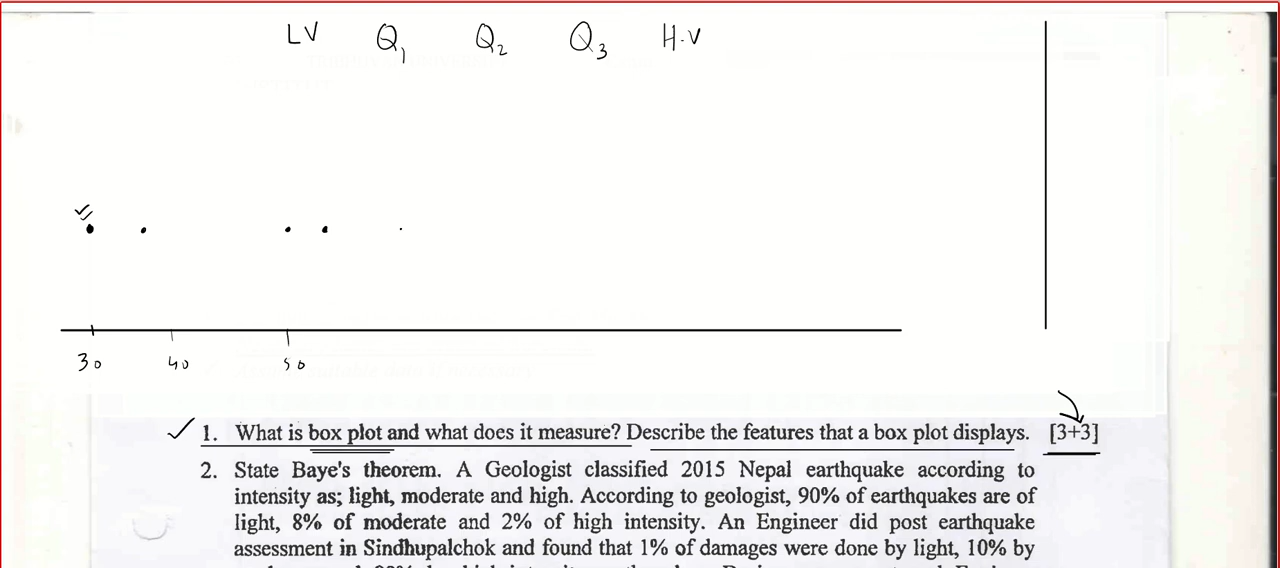 LV Q1 Q2 Q3 H.V
30 40 50
1. What is box plot and what does it measure? Describe the features that a box plot displays. [3+3]
2. State Baye's theorem. A Geologist classified 2015 Nepal earthquake according to
intensity as; light, moderate and high. According to geologist, 90% of earthquakes are of
light, 8% of moderate and 2% of high intensity. An Engineer did post earthquake
assessment in Sindhupalchok and found that 1% of damages were done by light, 10% by